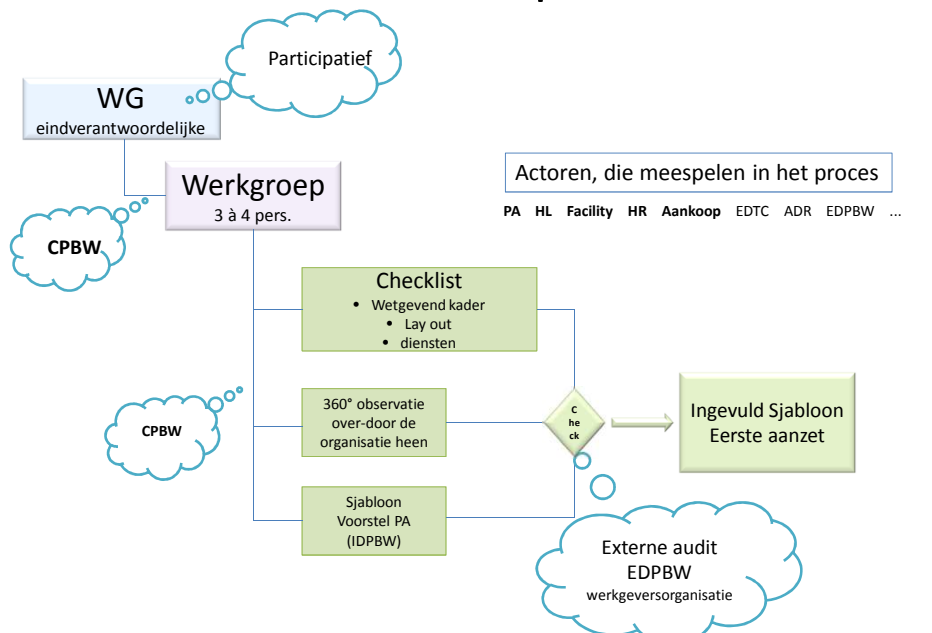 Participatief
WG
eindverantwoordelijke
Werkgroep
3 à 4 pers.
CPBW
Actoren, die meespelen in het proces
PA HL Facility HR Aankoop EDTC ADR EDPBW ...
Checklist
• Wetgevend kader
• Lay out
• diensten
360° observatie
over-door de
organisatie heen
CPBW
C
he
ck
Ingevuld Sjabloon
Eerste aanzet
Sjabloon
Voorstel PA
(IDPBW)
Externe audit
EDPBW
werkgeversorganisatie